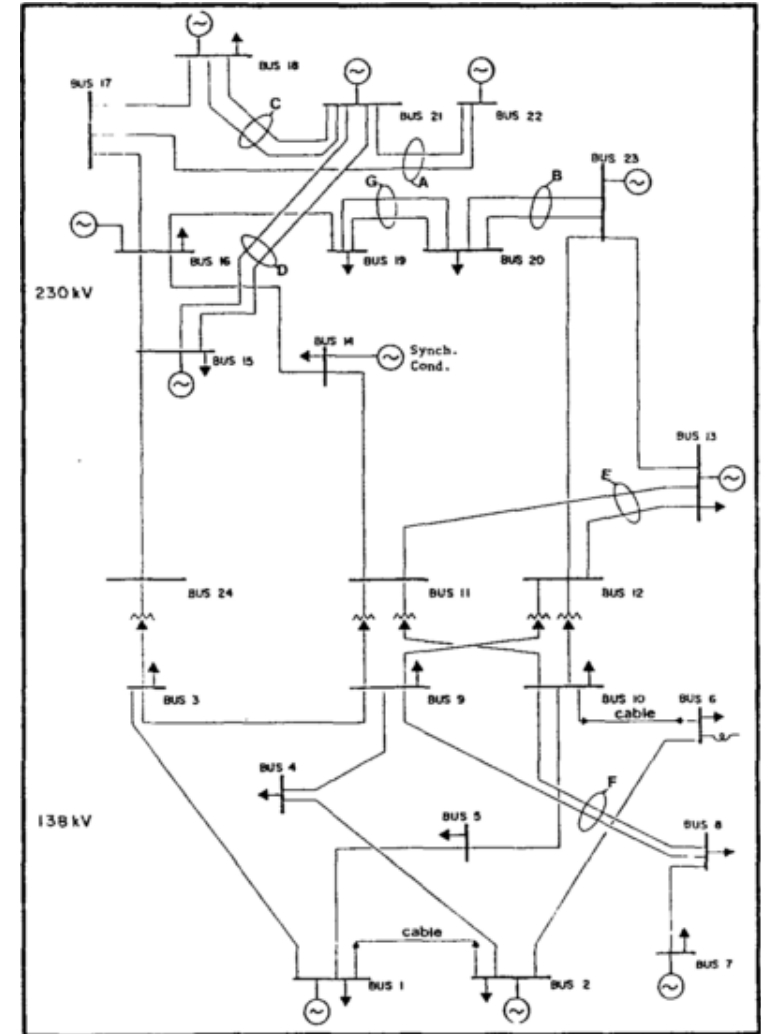 BUS 18
BUS 17
C
BUS 21
BUS 22
A
BUS 23
B
G
BUS 16
D
BUS 19
BUS 20
230 kV
BUS 14
Synch.
Cond.
BUS 15
BUS 13
E
BUS 24
BUS 11
BUS 12
BUS 3
BUS 9
BUS 10
BUS 6
cable
BUS 4
F
138 kV
BUS 5
BUS 8
cable
BUS 1
BUS 2
BUS 7